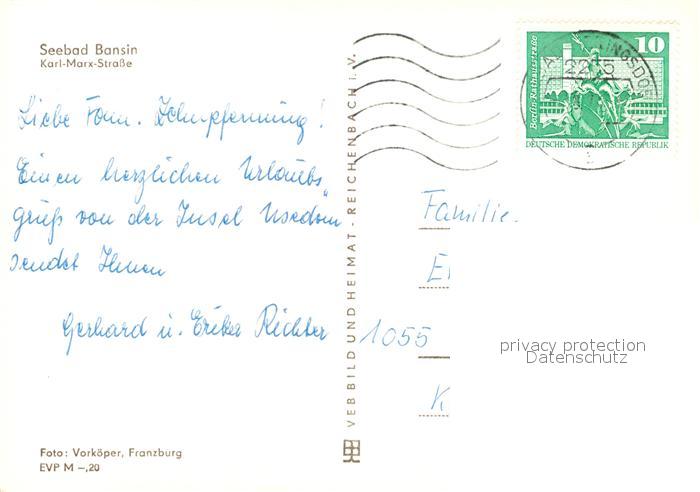 Seebad Bansin
Karl-Marx-Straße
Liebe Fam. Zehnpfenning!
Einen herzlichen Urlaubs
gruß von der Insel Usedom
sendet Ihnen
Gerhard u. Erika Richter
Foto: Vorköper, Franzburg
EVP M –,20
VEB BILD UND HEIMAT · REICHENBACH I. V.
10
Berlin-Rathausstraße
DEUTSCHE DEMOKRATISCHE REPUBLIK
Familie
E
1055
K
privacy protection
Datenschutz